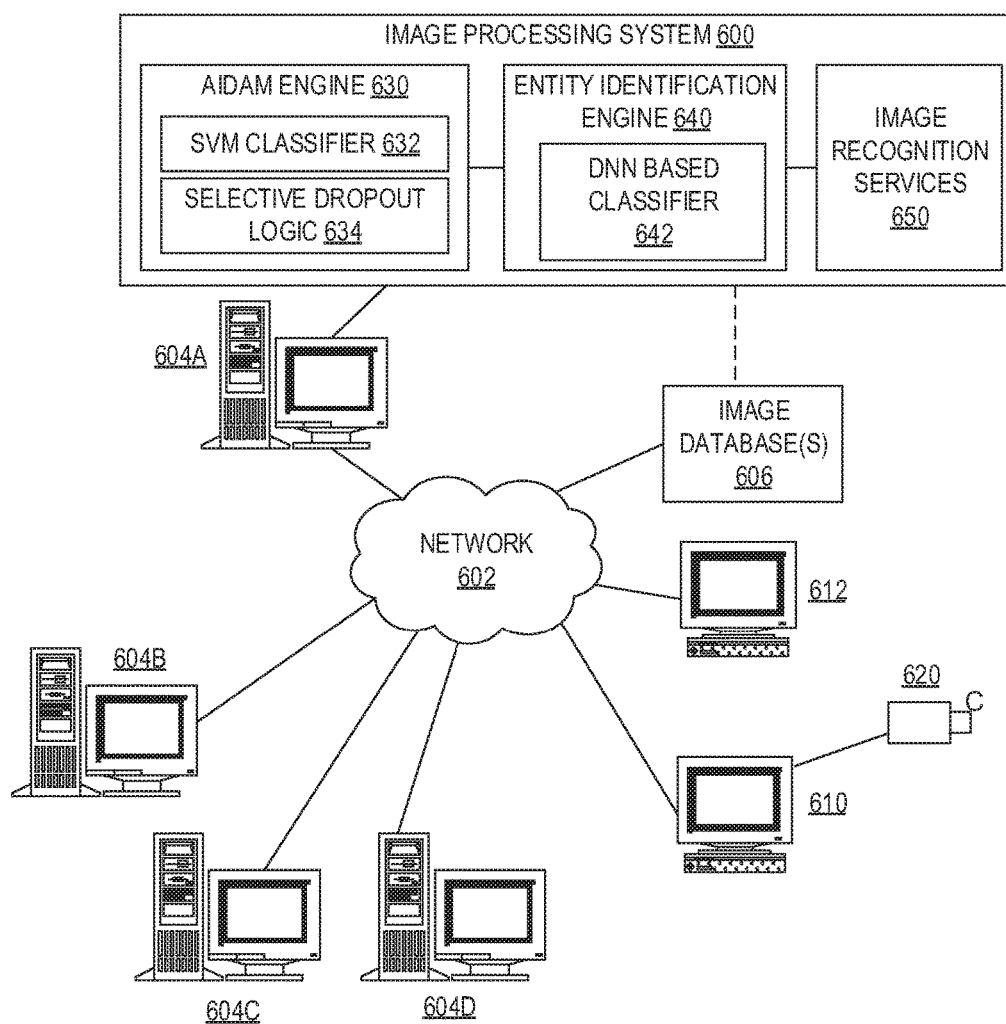 IMAGE PROCESSING SYSTEM 600
AIDAM ENGINE 630
SVM CLASSIFIER 632
SELECTIVE DROPOUT
LOGIC 634
ENTITY IDENTIFICATION
ENGINE 640
DNN BASED
CLASSIFIER
642
IMAGE
RECOGNITION
SERVICES
650
604A
IMAGE
DATABASE(S)
606
NETWORK
602
612
604B
620
C
610
604C
604D